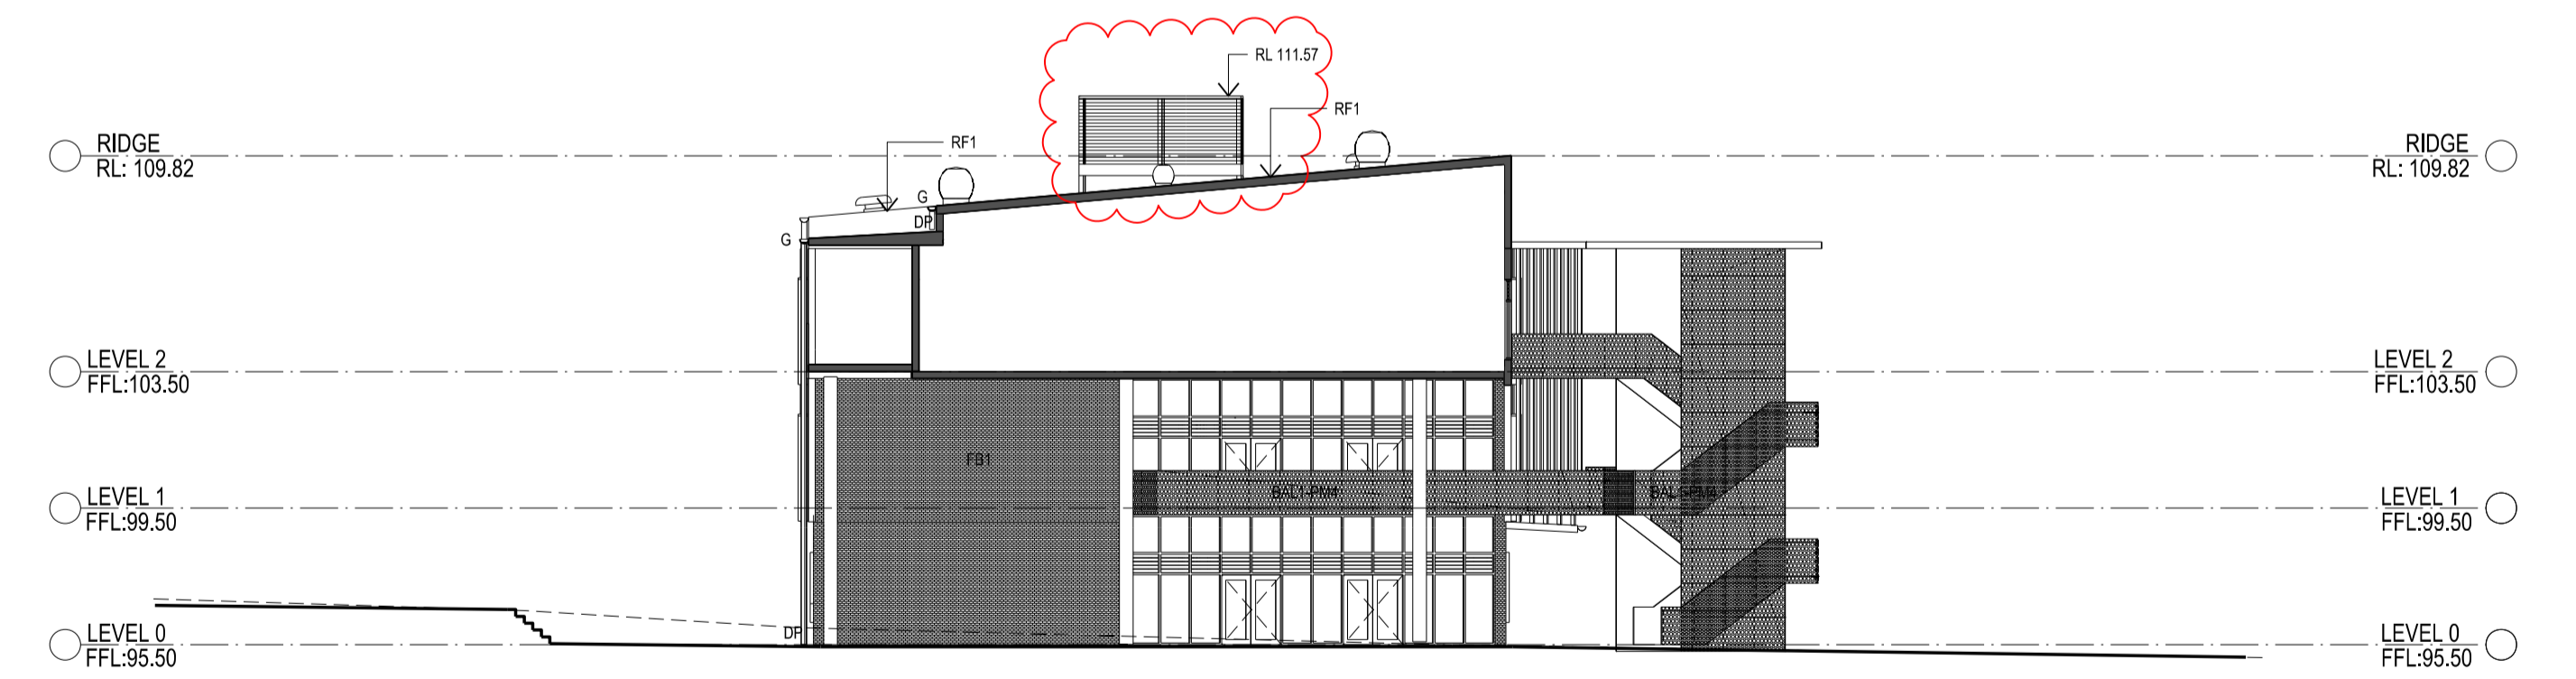 RL 111.57
RF1
RF1
RIDGE
RL: 109.82
RIDGE
RL: 109.82
G
DP
G
LEVEL 2
FFL:103.50
LEVEL 2
FFL:103.50
FB1
BAL1-PM4
LEVEL 1
FFL:99.50
LEVEL 1
FFL:99.50
DP
LEVEL 0
FFL:95.50
LEVEL 0
FFL:95.50